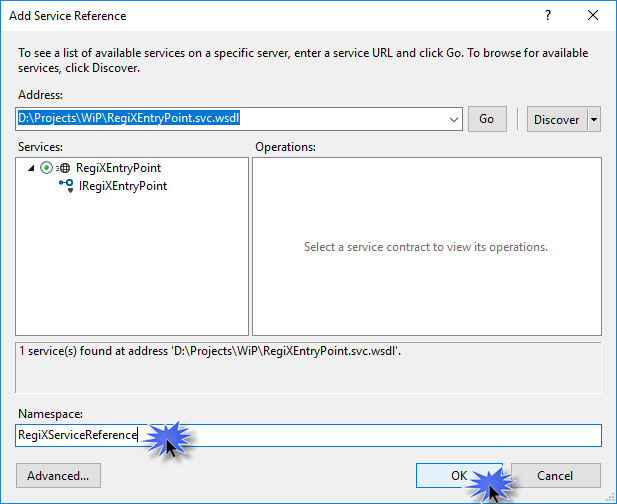 Add Service Reference
?
To see a list of available services on a specific server, enter a service URL and click Go. To browse for available
services, click Discover.
Address:
D:\Projects\WiP\RegiXEntryPoint.svc.wsdl
Go
Discover
Services:
Operations:
RegiXEntryPoint
IRegiXEntryPoint
Select a service contract to view its operations.
1 service(s) found at address 'D:\Projects\WiP\RegiXEntryPoint.svc.wsdl'.
Namespace:
RegiXServiceReference
Advanced...
OK
Cancel